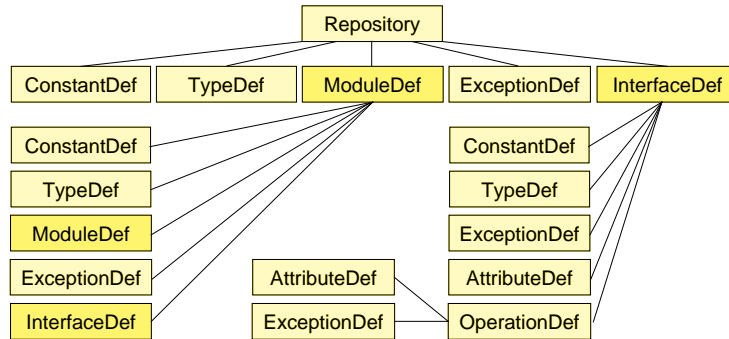 Repository
ConstantDef TypeDef ModuleDef ExceptionDef InterfaceDef
ConstantDef ConstantDef
TypeDef TypeDef
ModuleDef ExceptionDef
ExceptionDef AttributeDef AttributeDef
InterfaceDef ExceptionDef OperationDef